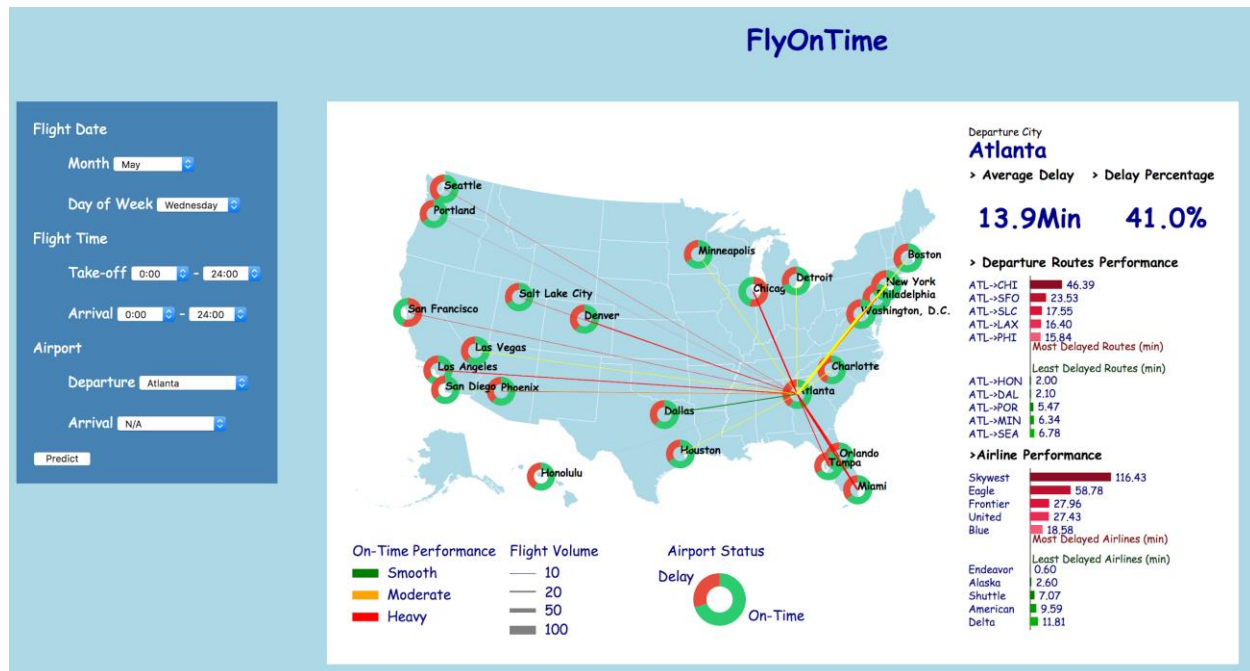 FlyOnTime
Flight Date
Month May
Day of Week Wednesday
Flight Time
Take-off 0:00 - 24:00
Arrival 0:00 - 24:00
Airport
Departure Atlanta
Arrival N/A
Predict
Seattle
Portland
Minneapolis
Boston
Detroit
New York
Chicag
Philadelphia
Salt Lake City
Washington, D.C.
San Francisco
Denver
Las Vegas
Los Angeles
Charlotte
San Diego
Phoenix
Atlanta
Dallas
Houston
Orlando
Tampa
Honolulu
Miami
On-Time Performance
Smooth
Moderate
Heavy
Flight Volume
10
20
50
100
Airport Status
Delay
On-Time
Departure City
Atlanta
> Average Delay > Delay Percentage
13.9Min 41.0%
> Departure Routes Performance
ATL->CHI 46.39
ATL->SFO 23.53
ATL->SLC 17.55
ATL->LAX 16.40
ATL->PHI 15.84
Most Delayed Routes (min)
Least Delayed Routes (min)
ATL->HON 2.00
ATL->DAL 2.10
ATL->POR 5.47
ATL->MIN 6.34
ATL->SEA 6.78
>Airline Performance
Skywest 116.43
Eagle 58.78
Frontier 27.96
United 27.43
Blue 18.58
Most Delayed Airlines (min)
Least Delayed Airlines (min)
Endeavor 0.60
Alaska 2.60
Shuttle 7.07
American 9.59
Delta 11.81